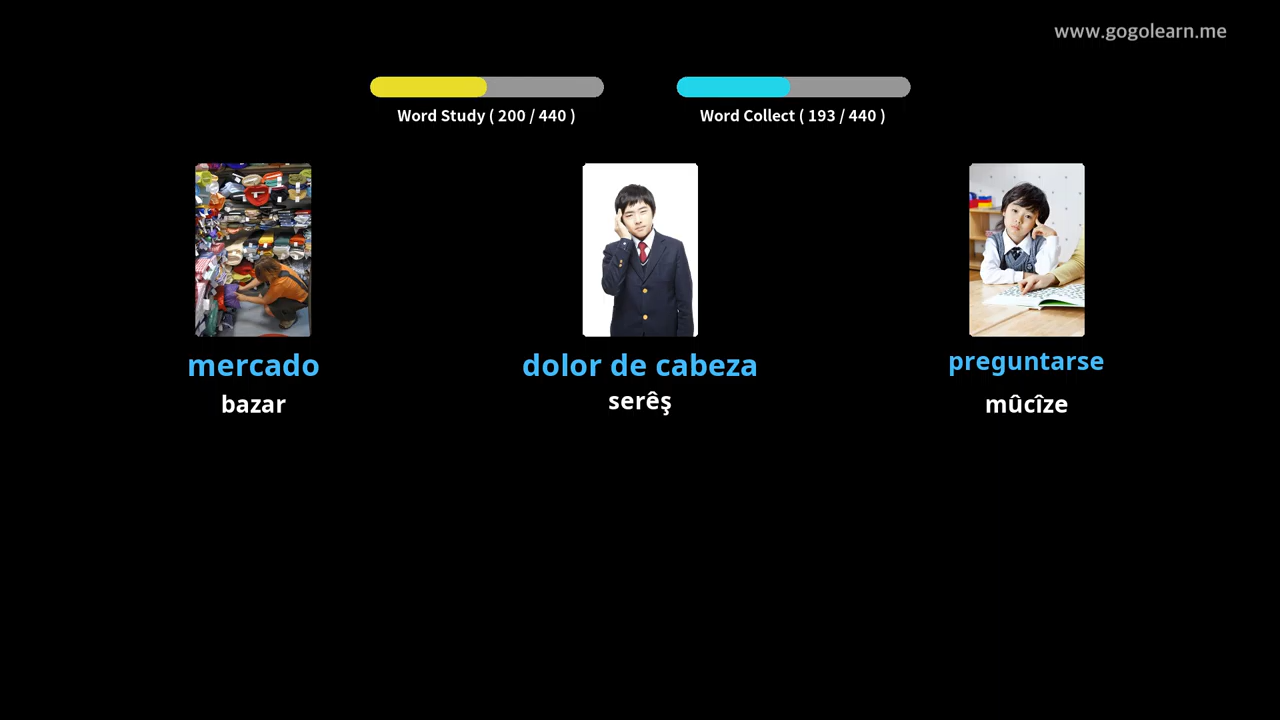 www.gogolearn.me
Word Study ( 200 / 440 )
Word Collect ( 193 / 440 )
mercado
bazar
dolor de cabeza
serêş
preguntarse
mûcîze